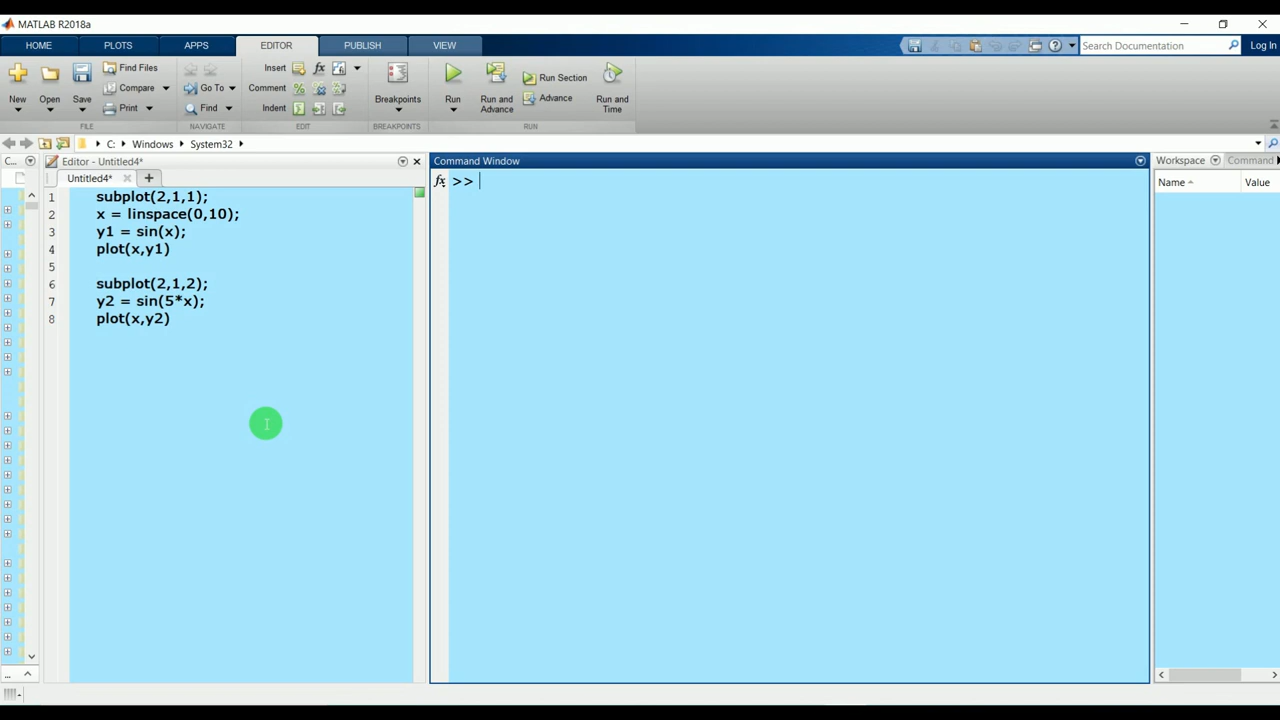 MATLAB R2018a
HOME PLOTS APPS EDITOR PUBLISH VIEW Search Documentation Log In
New Open Save Find Files Compare Print Go To Find Insert Comment Indent fx Breakpoints Run Run and Advance Run Section Advance Run and Time
FILE NAVIGATE EDIT BREAKPOINTS RUN
C: Windows System32
C... Editor - Untitled4* Command Window Workspace Command
Untitled4* fx >> Name Value
1 subplot(2,1,1);
2 x = linspace(0,10);
3 y1 = sin(x);
4 plot(x,y1)
5
6 subplot(2,1,2);
7 y2 = sin(5*x);
8 plot(x,y2)
...